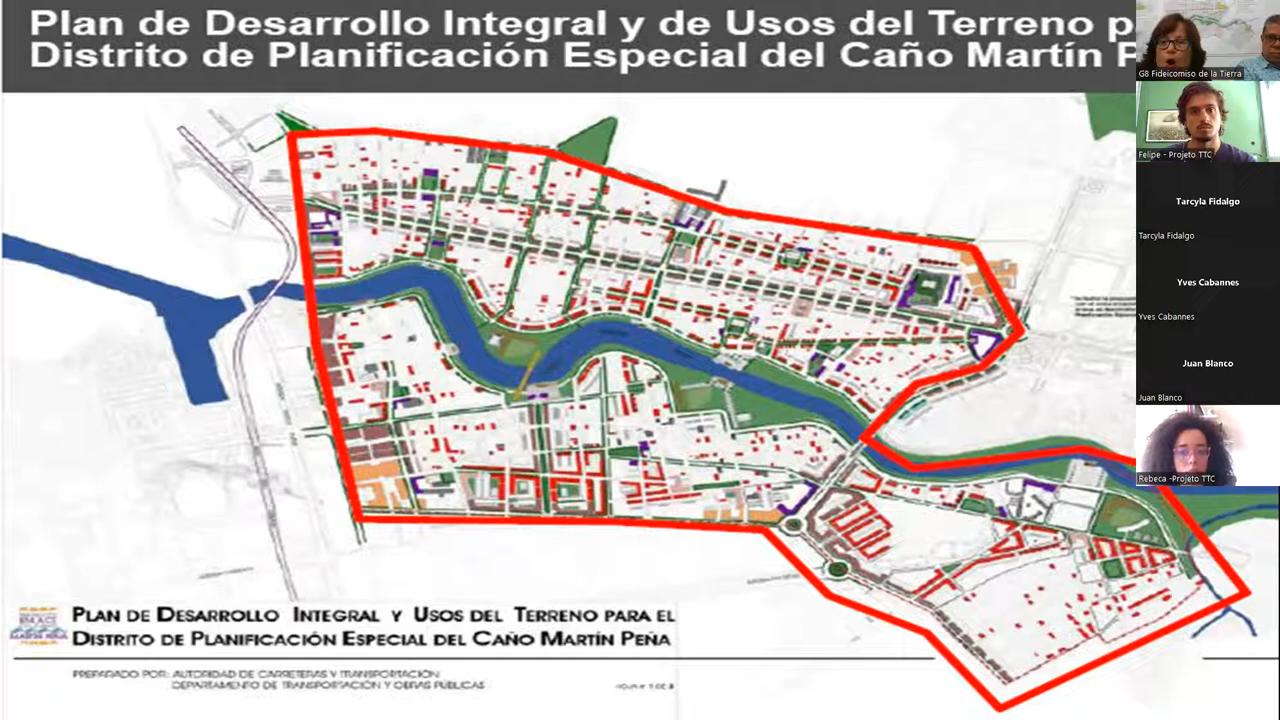 Plan de Desarrollo Integral y de Usos del Terreno p
Distrito de Planificación Especial del Caño Martín P
G8 Fideicomiso de la Tierra
Felipe - Projeto TTC
Tarcyla Fidalgo
Tarcyla Fidalgo
Yves Cabannes
Yves Cabannes
Juan Blanco
Juan Blanco
Rebeca -Projeto TTC
PLAN DE DESARROLLO INTEGRAL Y USOS DEL TERRENO PARA EL
DISTRITO DE PLANIFICACIÓN ESPECIAL DEL CAÑO MARTÍN PEÑA
PREPARADO POR: AUTORIDAD DE CARRETERAS Y TRANSPORTACIÓN
DEPARTAMENTO DE TRANSPORTACIÓN Y OBRAS PÚBLICAS